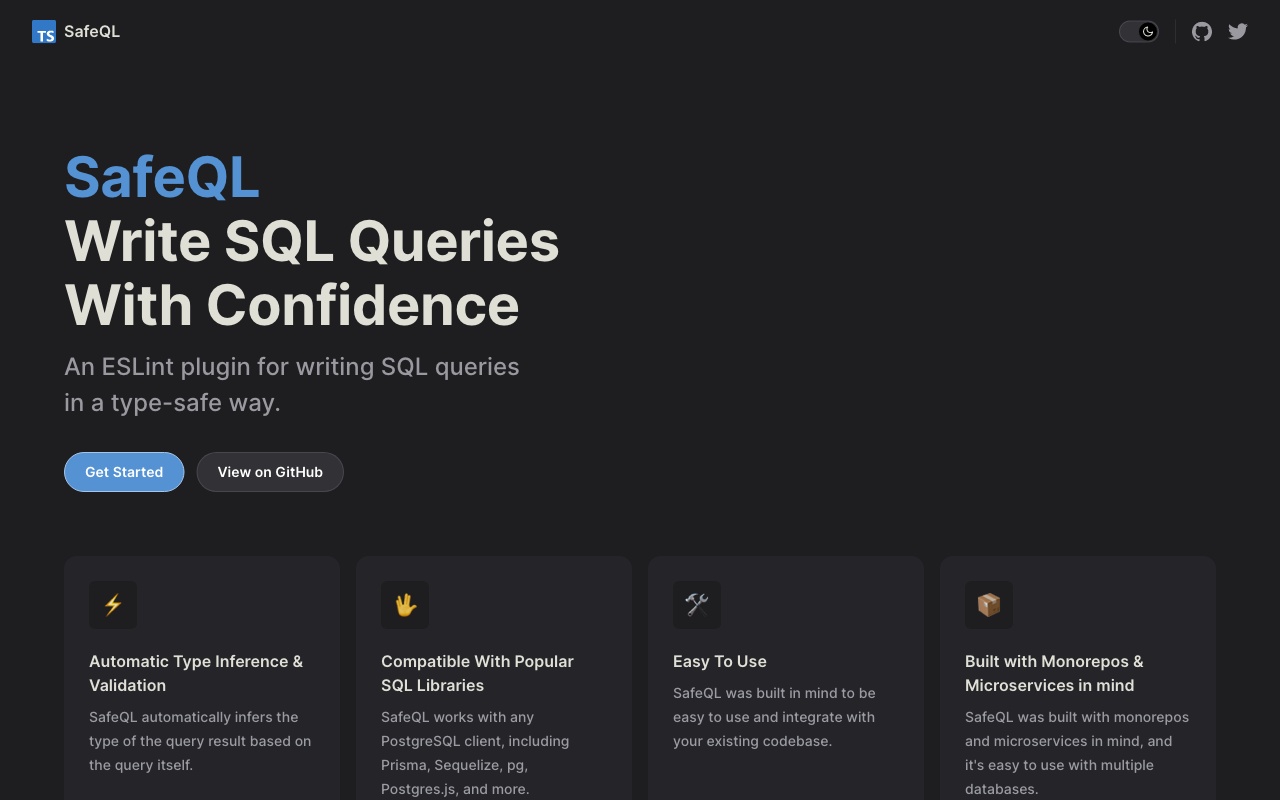 TS SafeQL
SafeQL
Write SQL Queries
With Confidence
An ESLint plugin for writing SQL queries
in a type-safe way.
Get Started
View on GitHub
Automatic Type Inference &
Validation
SafeQL automatically infers the
type of the query result based on
the query itself.
Compatible With Popular
SQL Libraries
SafeQL works with any
PostgreSQL client, including
Prisma, Sequelize, pg,
Postgres.js, and more.
Easy To Use
SafeQL was built in mind to be
easy to use and integrate with
your existing codebase.
Built with Monorepos &
Microservices in mind
SafeQL was built with monorepos
and microservices in mind, and
it's easy to use with multiple
databases.